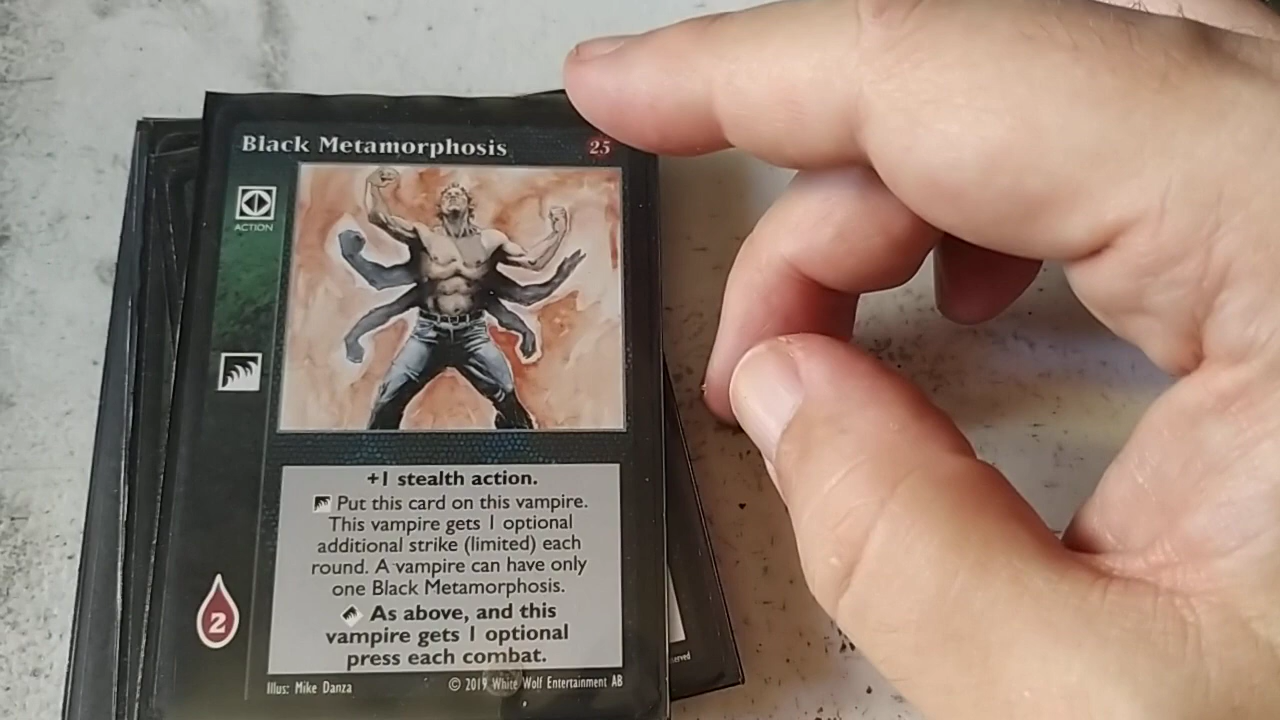 Black Metamorphosis
25
ACTION
+1 stealth action.
Put this card on this vampire.
This vampire gets 1 optional
additional strike (limited) each
round. A vampire can have only
one Black Metamorphosis.
As above, and this
vampire gets 1 optional
press each combat.
2
Illus: Mike Danza
© 2019 White Wolf Entertainment AB
served